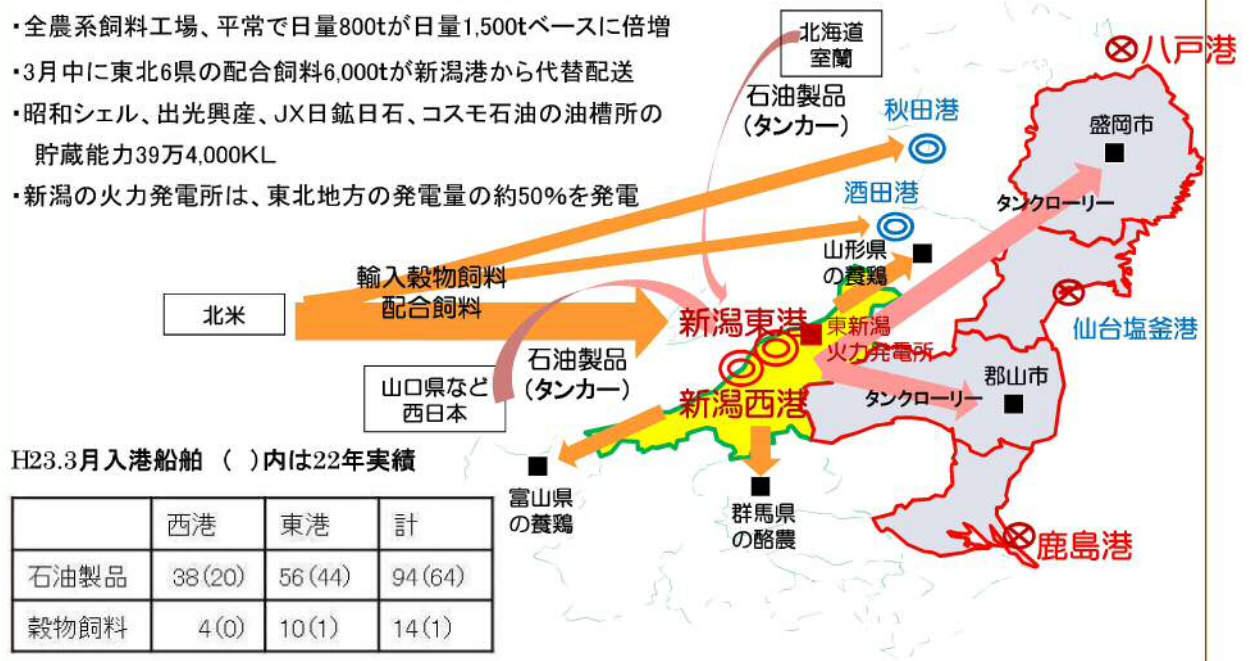 ・全農系飼料工場、平常で日量800tが日量1,500tベースに倍増
・3月中に東北6県の配合飼料6,000tが新潟港から代替配送
・昭和シェル、出光興産、JX日鉱日石、コスモ石油の油槽所の
貯蔵能力39万4,000KL
・新潟の火力発電所は、東北地方の発電量の約50%を発電
北海道
室蘭
八戸港
石油製品
(タンカー)
秋田港
盛岡市
酒田港
タンクローリー
山形県
の養鶏
輸入穀物飼料
配合飼料
北米
新潟東港
東新潟
火力発電所
仙台塩釜港
石油製品
(タンカー)
山口県など
西日本
新潟西港
郡山市
タンクローリー
H23.3月入港船舶 ( )内は22年実績
富山県
の養鶏
群馬県
の酪農
鹿島港
西港 東港 計
石油製品 38(20) 56(44) 94(64)
穀物飼料 4(0) 10(1) 14(1)